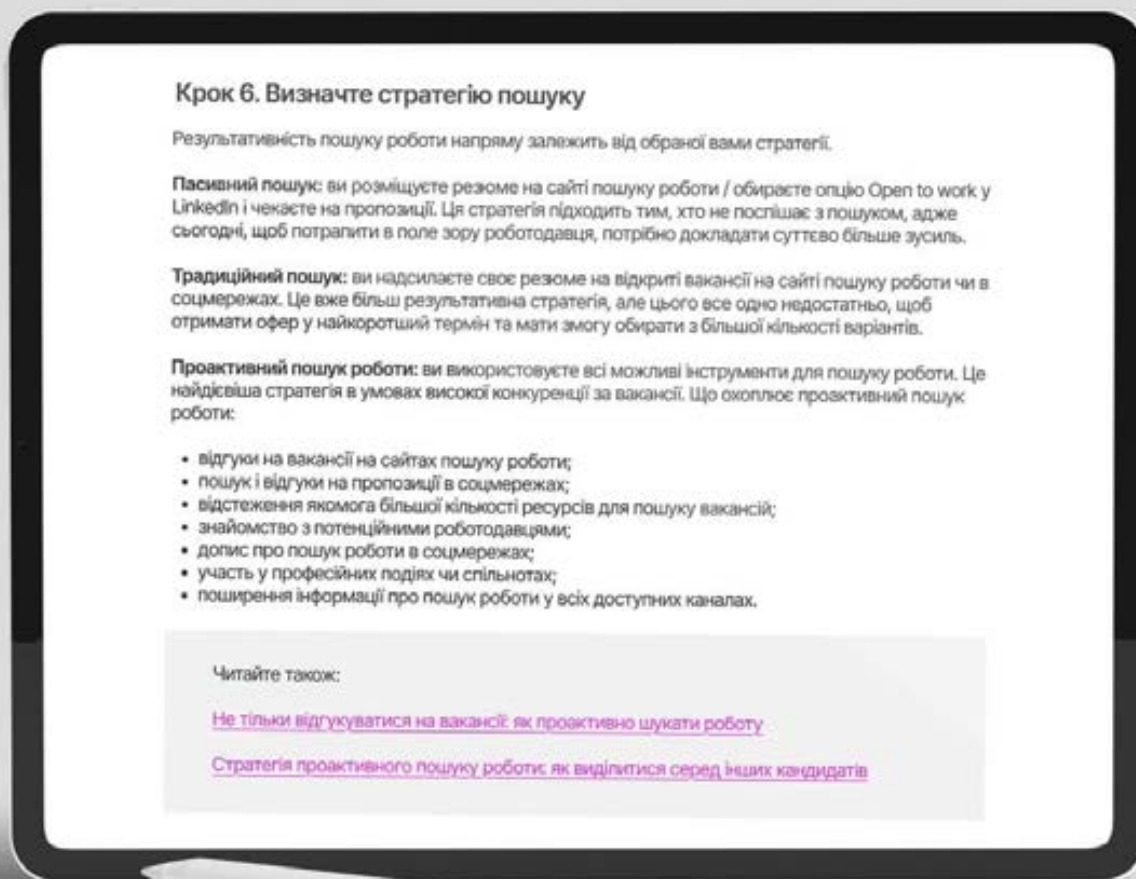 Крок 6. Визначте стратегію пошуку
Результативність пошуку роботи напряму залежить від обраної вами стратегії.
Пасивний пошук: ви розміщуєте резюме на сайті пошуку роботи / обираєте опцію Open to work у
LinkedIn і чекаєте на пропозиції. Ця стратегія підходить тим, хто не поспішає з пошуком, адже
сьогодні, щоб потрапити в поле зору роботодавця, потрібно докладати суттєво більше зусиль.
Традиційний пошук: ви надсилаєте своє резюме на відкриті вакансії на сайті пошуку роботи чи в
соцмережах. Це вже більш результативна стратегія, але цього все одно недостатньо, щоб
отримати офер у найкоротший термін та мати змогу обирати з більшої кількості варіантів.
Проактивний пошук роботи: ви використовуєте всі можливі інструменти для пошуку роботи. Це
найдієвіша стратегія в умовах високої конкуренції за вакансії. Що охоплює проактивний пошук
роботи:
• відгуки на вакансії на сайтах пошуку роботи;
• пошук і відгуки на пропозиції в соцмережах;
• відстеження якомога більшої кількості ресурсів для пошуку вакансій;
• знайомство з потенційними роботодавцями;
• допис про пошук роботи в соцмережах;
• участь у професійних подіях чи спільнотах;
• поширення інформації про пошук роботи у всіх доступних каналах.
Читайте також:
Не тільки відгукуватися на вакансії: як проактивно шукати роботу
Стратегія проактивного пошуку роботи: як виділитися серед інших кандидатів